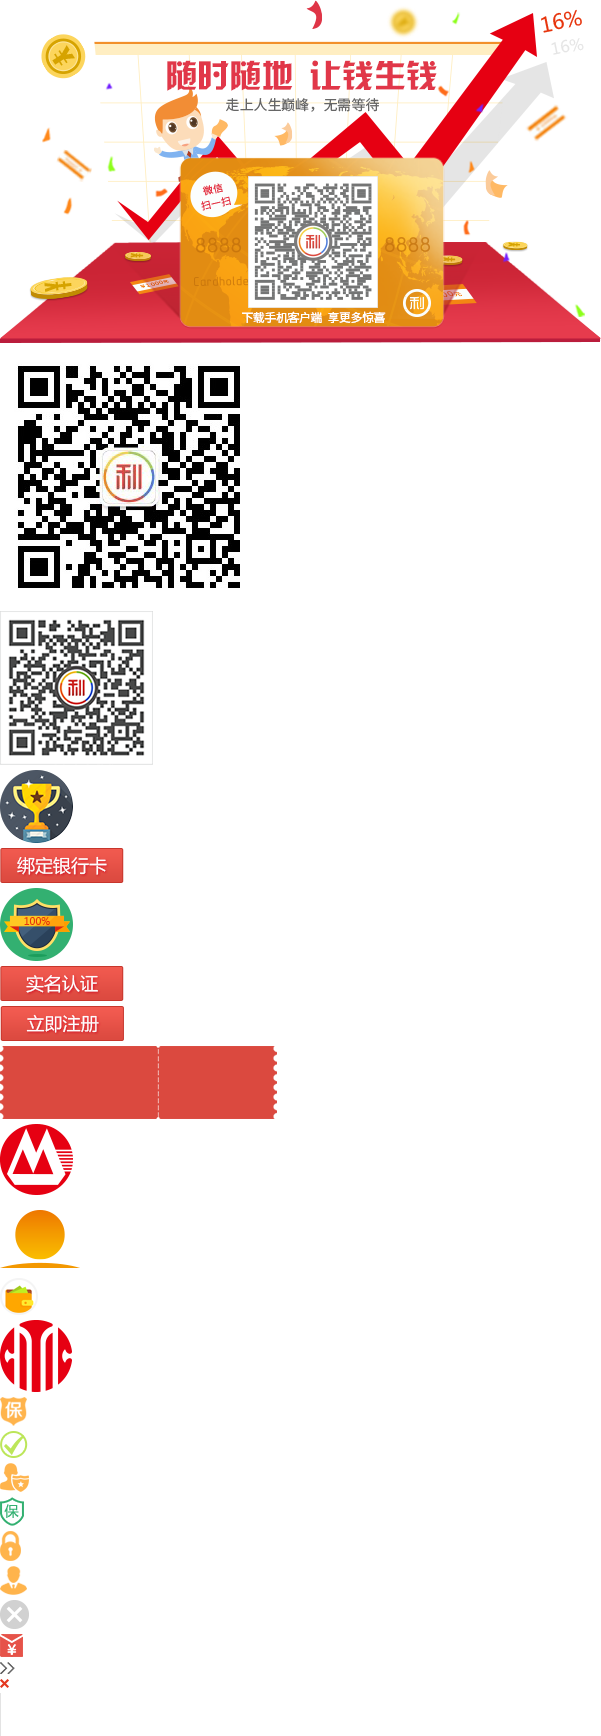 16%
16%
随时随地 让钱生钱
走上人生巅峰，无需等待
微信
扫一扫
利
8888
8888
Cardholde
利
下载手机客户端 享更多惊喜
利
利
绑定银行卡
100%
实名认证
立即注册
保
保